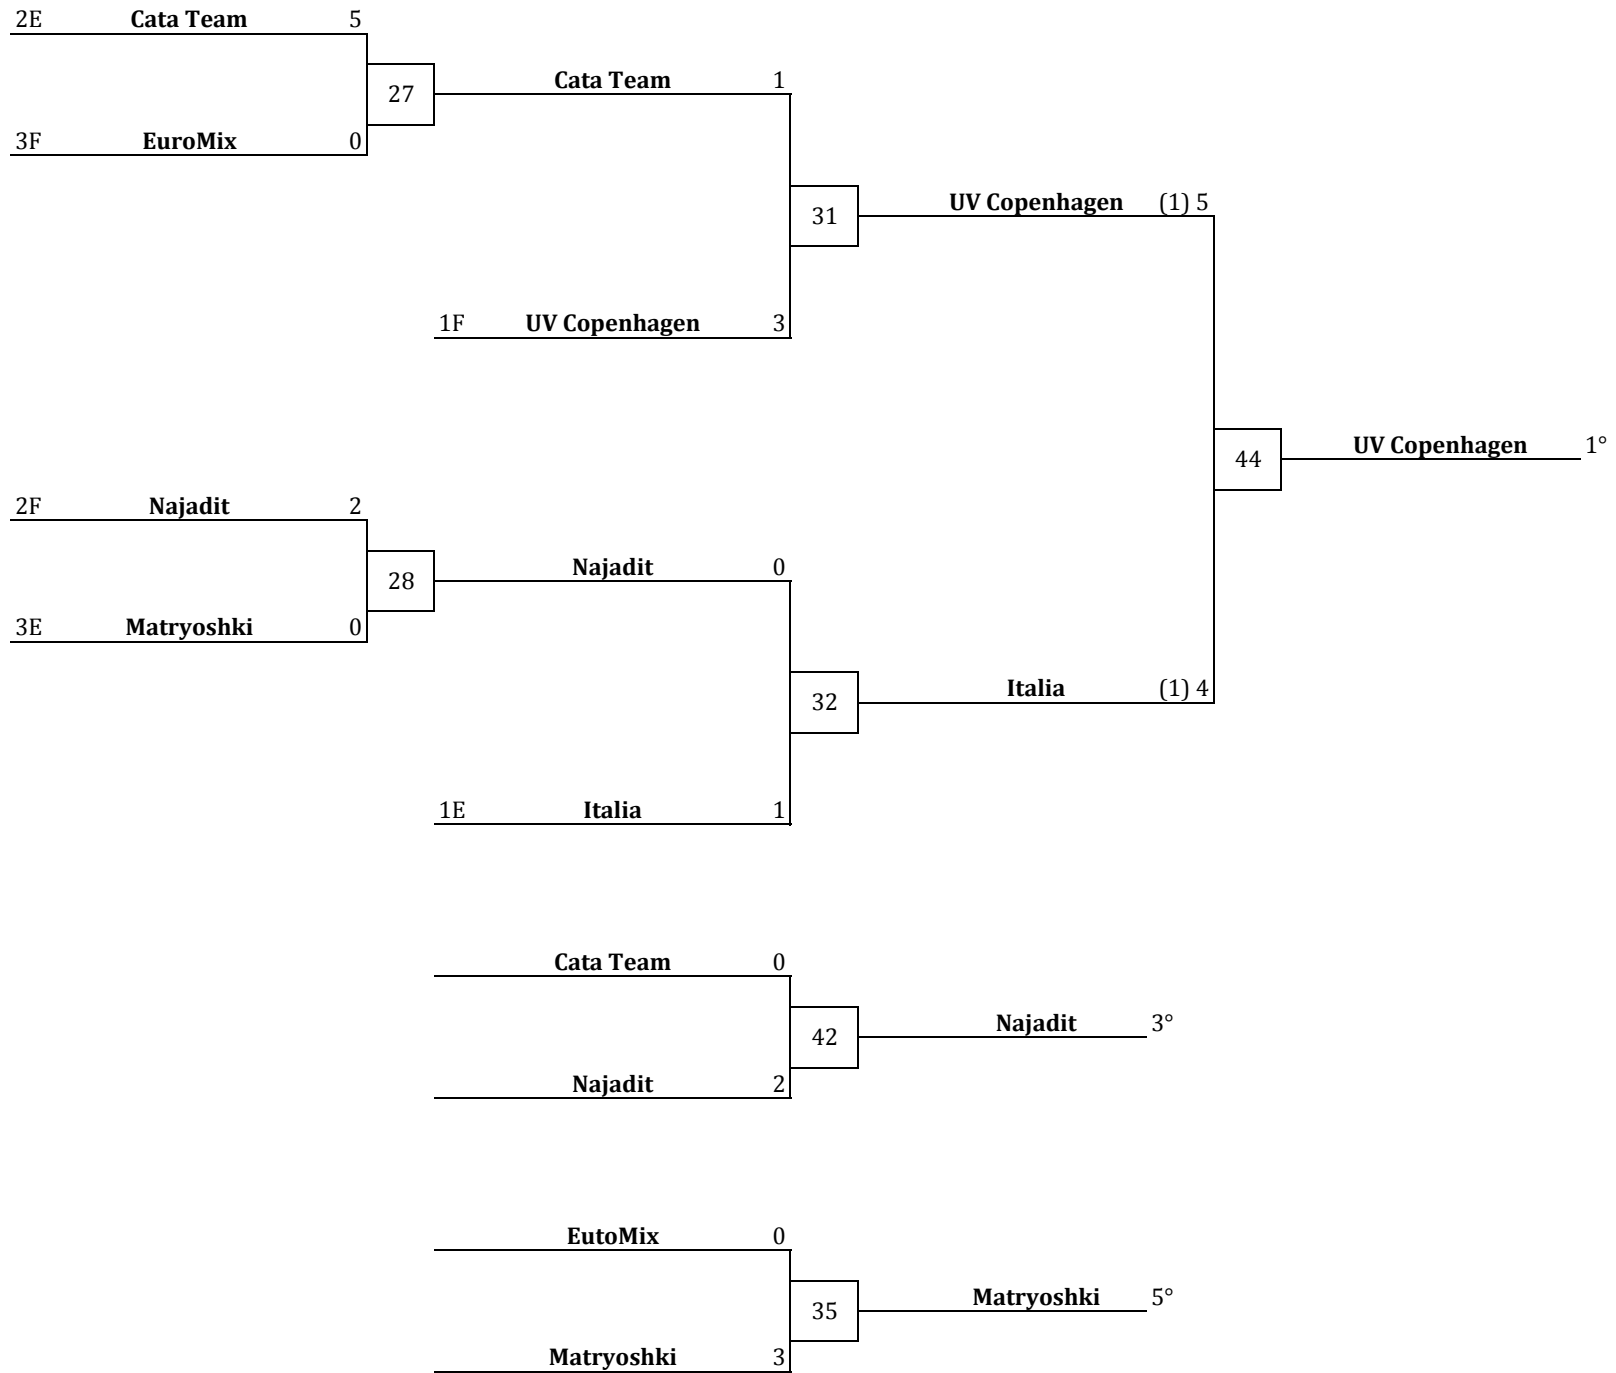 2E Cata Team 5
27
Cata Team 1
3F EuroMix 0
31
UV Copenhagen (1) 5
1F UV Copenhagen 3
44
UV Copenhagen 1°
2F Najadit 2
28
Najadit 0
3E Matryoshki 0
32
Italia (1) 4
1E Italia 1
Cata Team 0
42
Najadit 3°
Najadit 2
EutoMix 0
35
Matryoshki 5°
Matryoshki 3